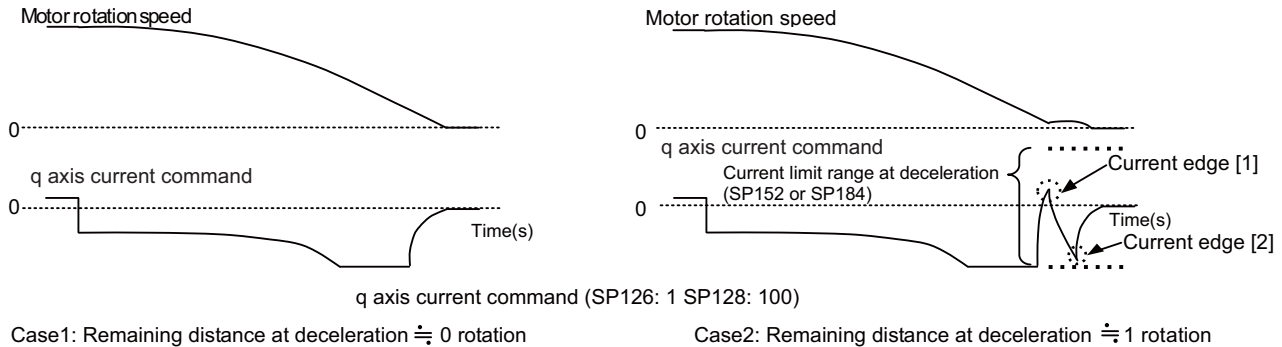 Motor rotation speed
0
q axis current command
0
Time(s)
Motor rotation speed
0
q axis current command
Current limit range at deceleration
(SP152 or SP184)
Current edge [1]
0
Time(s)
Current edge [2]
q axis current command (SP126: 1 SP128: 100)
Case1: Remaining distance at deceleration ≒ 0 rotation
Case2: Remaining distance at deceleration ≒ 1 rotation